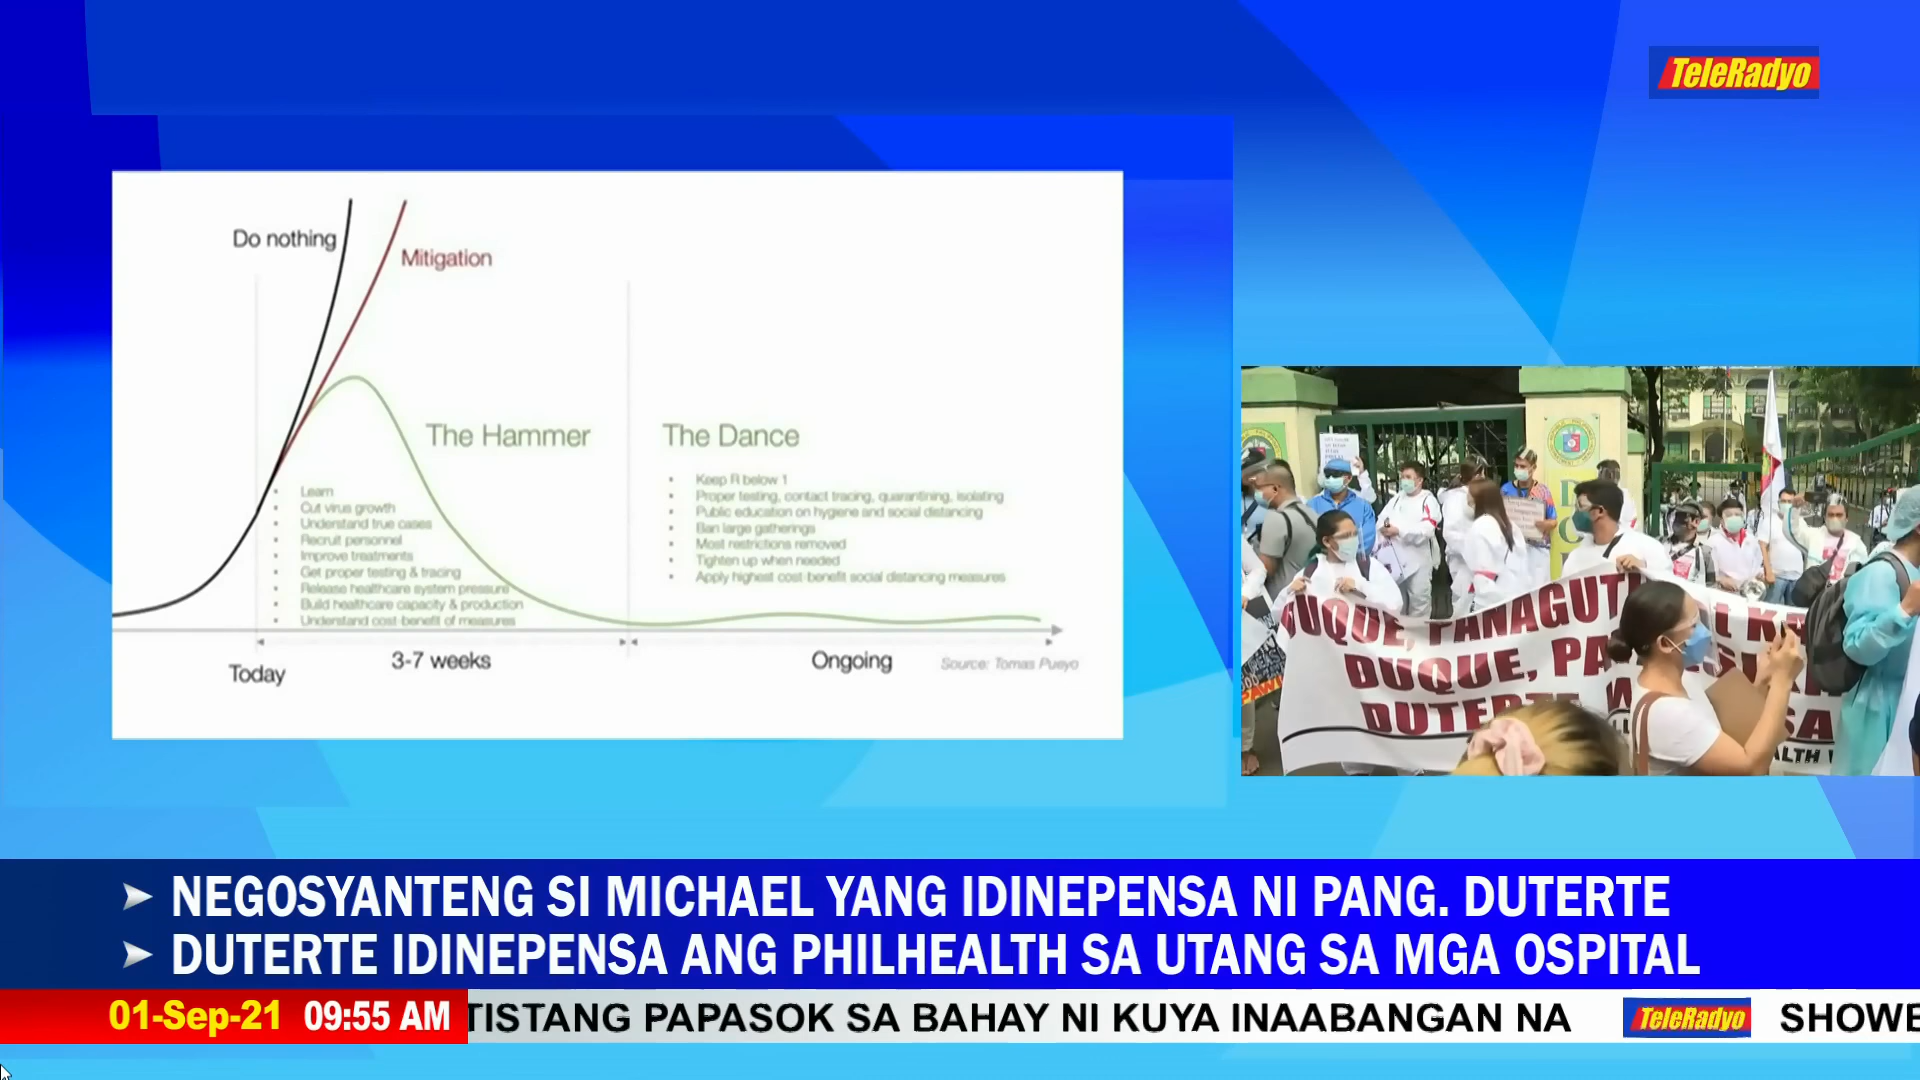 TeleRadyo
Do nothing
Mitigation
The Hammer
The Dance
Learn
Cut virus growth
Understand true cases
Recruit personnel
Improve treatments
Get proper testing & tracing
Release healthcare system pressure
Build healthcare capacity & production
Understand cost-benefit of measures
Keep R below 1
Proper testing, contact tracing, quarantining, isolating
Public education on hygiene and social distancing
Ban large gatherings
Most restrictions removed
Tighten up when needed
Apply highest cost-benefit social distancing measures
Today
3-7 weeks
Ongoing
Source: Tomas Pueyo
DUQUE, PANAGUT
DUQUE, PA
DUTERTE
NEGOSYANTENG SI MICHAEL YANG IDINEPENSA NI PANG. DUTERTE
DUTERTE IDINEPENSA ANG PHILHEALTH SA UTANG SA MGA OSPITAL
01-Sep-21 09:55 AM TISTANG PAPASOK SA BAHAY NI KUYA INAABANGAN NA TeleRadyo SHOWB